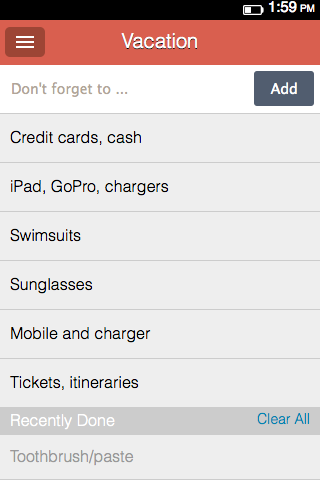 1:59 PM
Vacation
Don't forget to ...
Add
Credit cards, cash
iPad, GoPro, chargers
Swimsuits
Sunglasses
Mobile and charger
Tickets, itineraries
Recently Done
Clear All
Toothbrush/paste